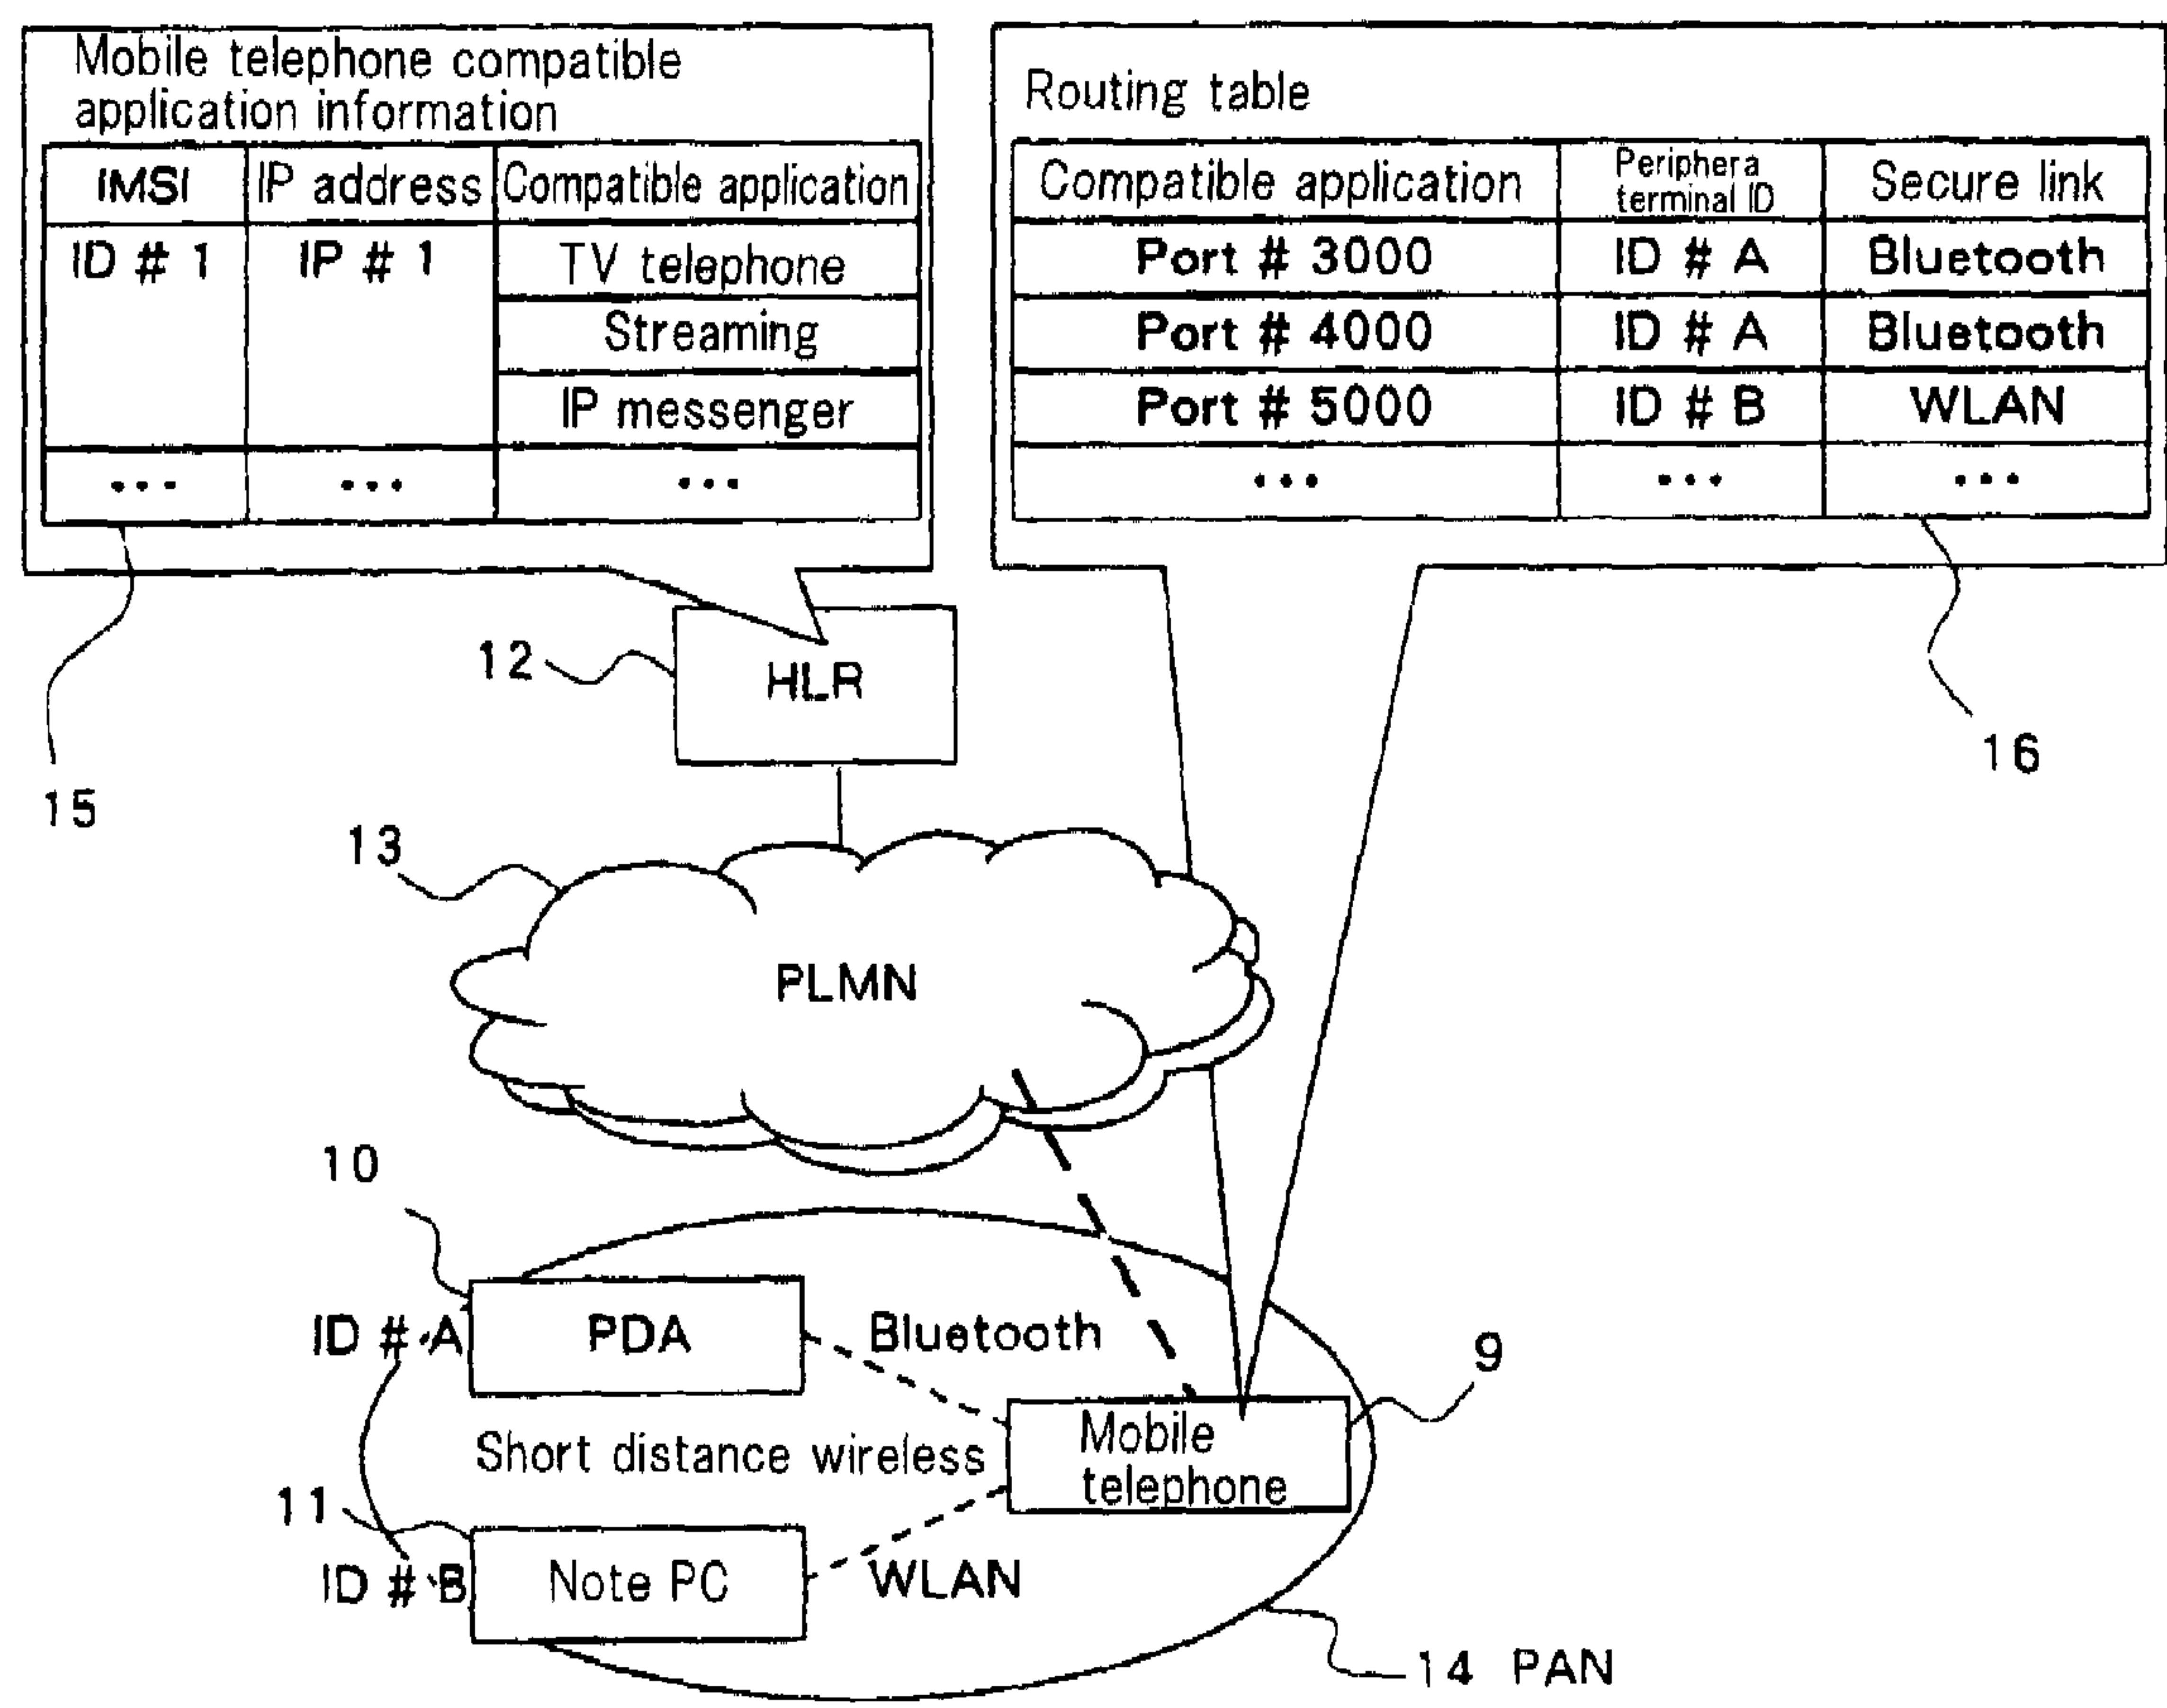 Mobile telephone compatible
application information
IMSI IP address Compatible application
ID # 1 IP # 1 TV telephone
Streaming
IP messenger
... ... ...
Routing table
Compatible application Periphera terminal ID Secure link
Port # 3000 ID # A Bluetooth
Port # 4000 ID # A Bluetooth
Port # 5000 ID # B WLAN
... ... ...
12
HLR
16
15
13
PLMN
10
ID # A
PDA
Bluetooth
9
Mobile
telephone
Short distance wireless
11
ID # B
Note PC
WLAN
14 PAN